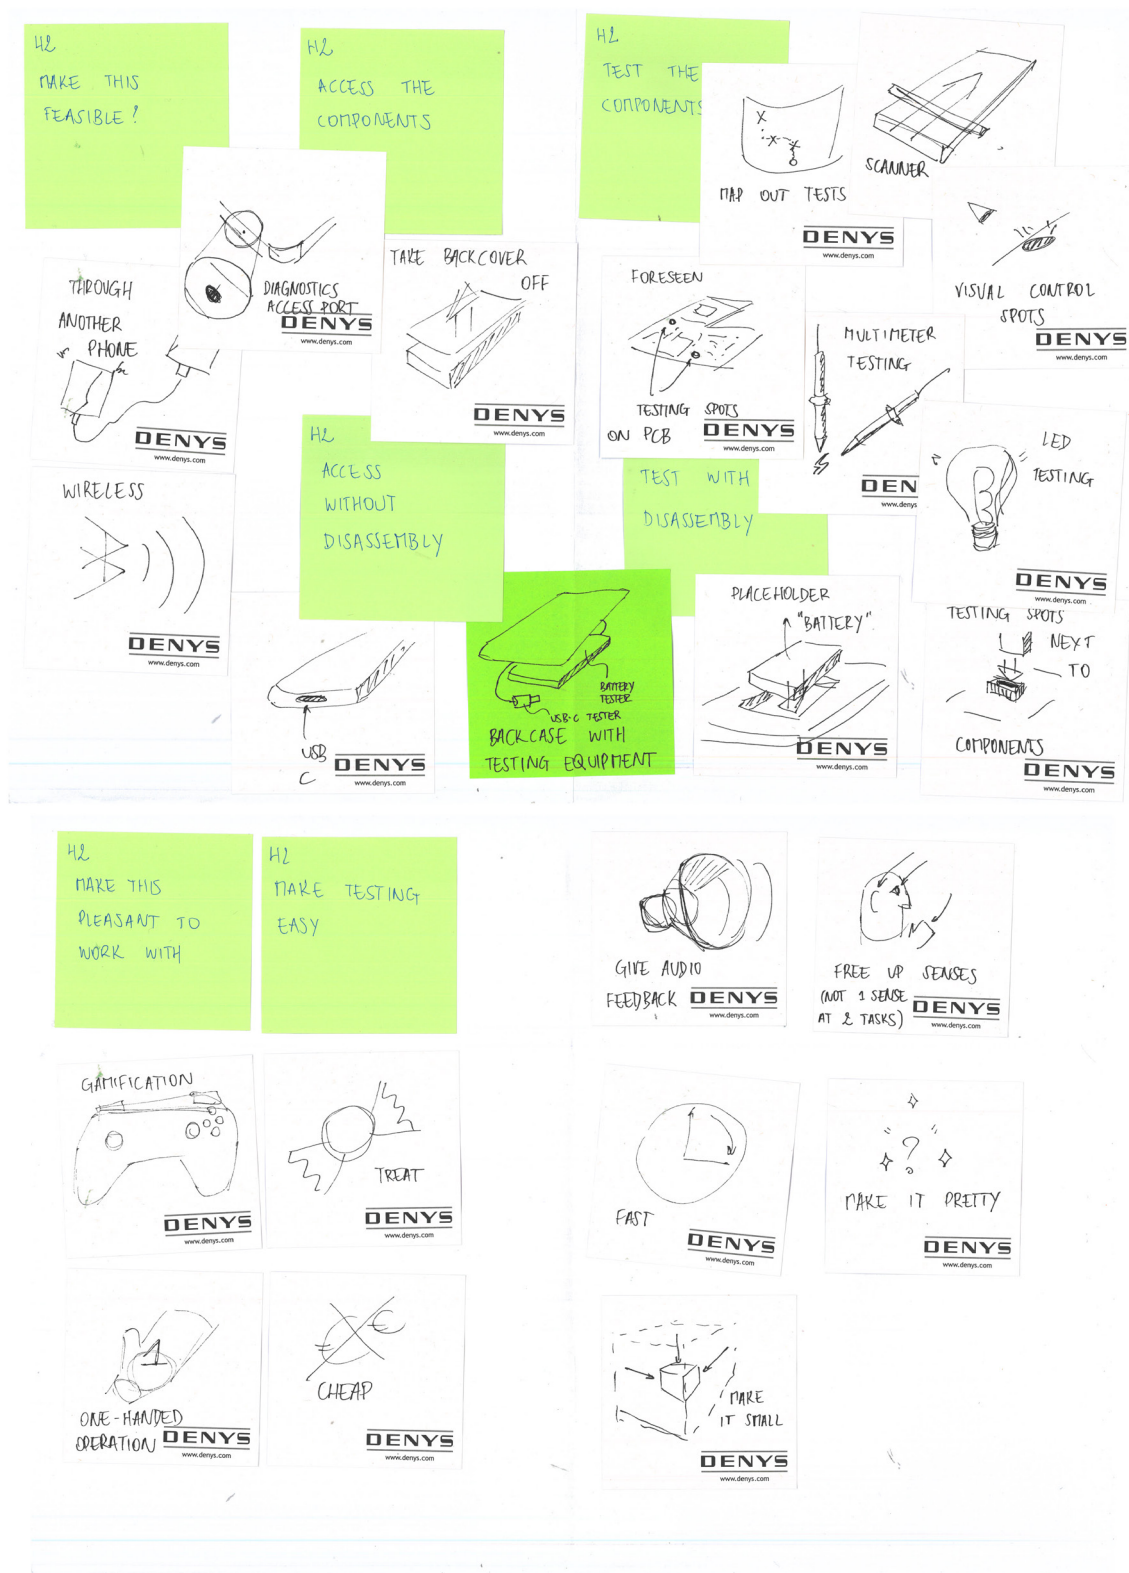 H2
MAKE THIS
FEASIBLE?
H2
ACCESS THE
COMPONENTS
H2
TEST THE
COMPONENTS
MAP OUT TESTS
DENYS
www.denys.com
SCANNER
VISUAL CONTROL
SPOTS
DENYS
www.denys.com
THROUGH
ANOTHER
PHONE
DENYS
www.denys.com
DIAGNOSTICS
ACCESS PORT
DENYS
www.denys.com
TAKE BACKCOVER
OFF
DENYS
www.denys.com
FORESEEN
TESTING SPOTS
ON PCB
DENYS
www.denys.com
MULTIMETER
TESTING
DEN
www.denys
LED
TESTING
DENYS
www.denys.com
WIRELESS
DENYS
www.denys.com
H2
ACCESS
WITHOUT
DISASSEMBLY
TEST WITH
DISASSEMBLY
USB
C
DENYS
www.denys.com
BATTERY
TESTER
USB-C TESTER
BACKCASE WITH
TESTING EQUIPMENT
PLACEHOLDER
"BATTERY"
DENYS
www.denys.com
TESTING SPOTS
NEXT
TO
COMPONENTS
DENYS
www.denys.com
H2
MAKE THIS
PLEASANT TO
WORK WITH
H2
MAKE TESTING
EASY
GIVE AUDIO
FEEDBACK
DENYS
www.denys.com
FREE UP SENSES
(NOT 1 SENSE
AT 2 TASKS)
DENYS
www.denys.com
GAMIFICATION
DENYS
www.denys.com
TREAT
DENYS
www.denys.com
FAST
DENYS
www.denys.com
?
MAKE IT PRETTY
DENYS
www.denys.com
1
ONE-HANDED
OPERATION
DENYS
www.denys.com
€ €
CHEAP
DENYS
www.denys.com
MAKE
IT SMALL
DENYS
www.denys.com